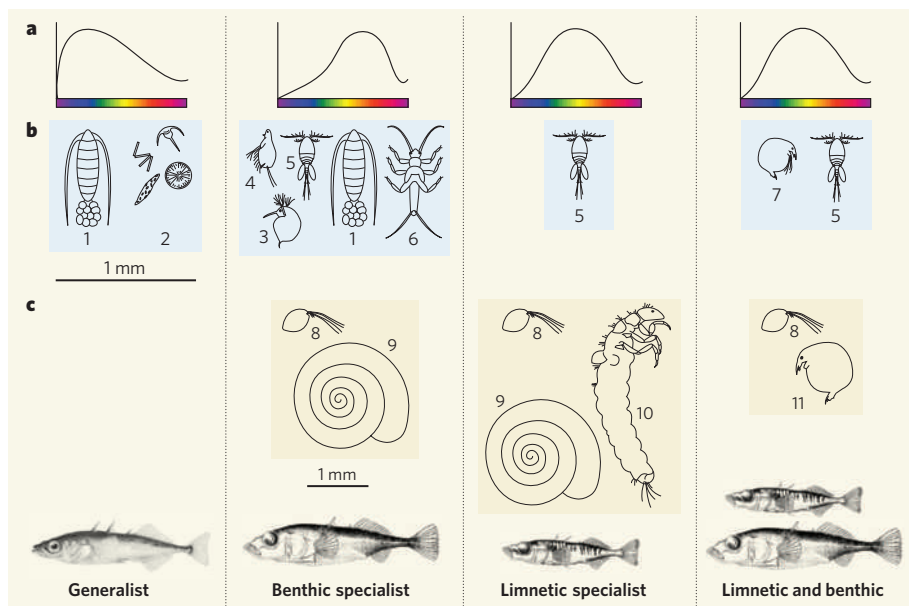 a
b
4 5
3
1 2
1 6
5
7
5
1 mm
c
8
9
8
9
10
8
11
1 mm
Generalist
Benthic specialist
Limnetic specialist
Limnetic and benthic